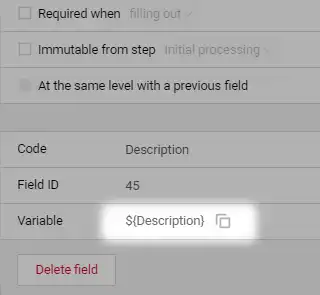 Required when filling out
Immutable from step Initial processing
At the same level with a previous field
Code Description
Field ID 45
Variable ${Description}
Delete field